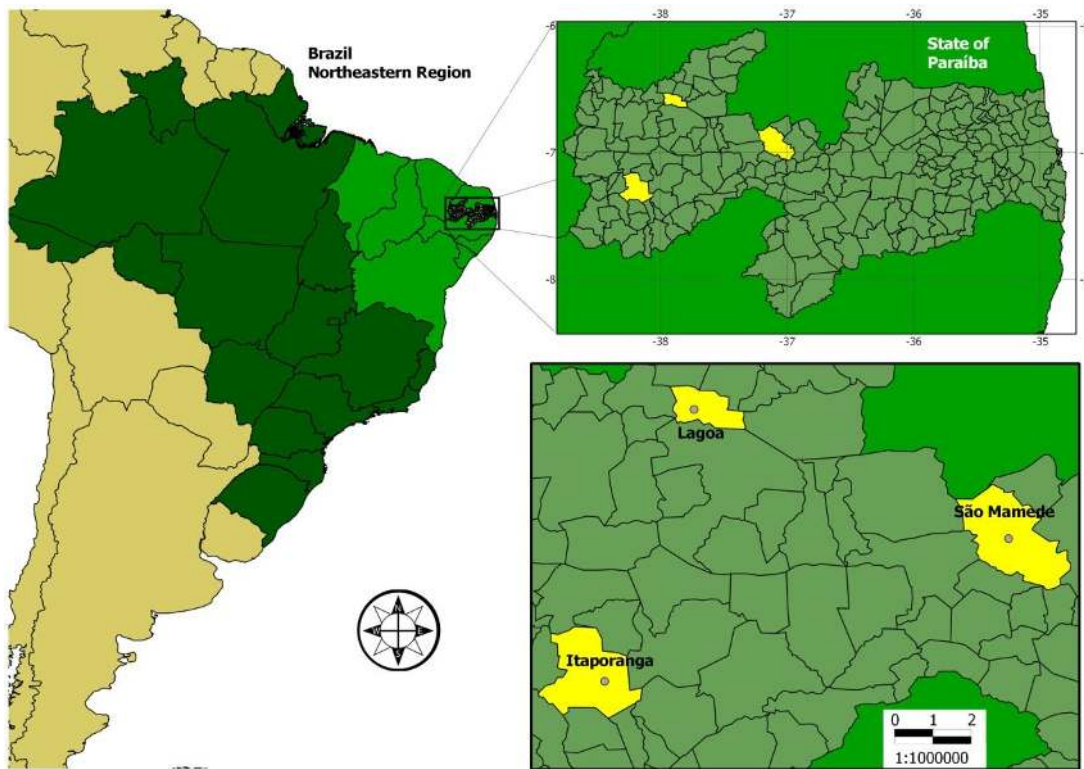 Brazil
Northeastern Region
-38 -37 -36 -35
-6
-7
-8
State of
Paraíba
-38 -37 -36 -35
N
W E
S
Lagoa
São Mamede
Itaporanga
0 1 2
1:1000000